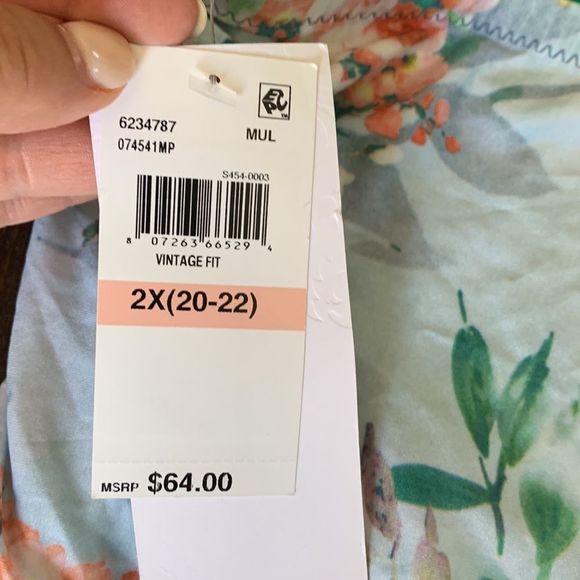 6234787
MUL
074541MP
S454-0003
8 07263 66529 4
VINTAGE FIT
2X(20-22)
MSRP $64.00